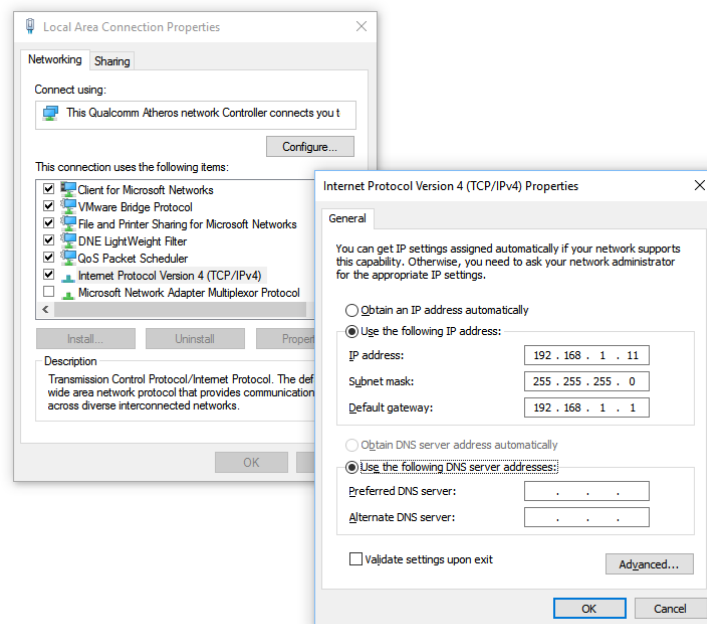 Local Area Connection Properties
Networking
Sharing
Connect using:
This Qualcomm Atheros network Controller connects you t
Configure...
This connection uses the following items:
Client for Microsoft Networks
VMware Bridge Protocol
File and Printer Sharing for Microsoft Networks
DNE LightWeight Filter
QoS Packet Scheduler
Internet Protocol Version 4 (TCP/IPv4)
Microsoft Network Adapter Multiplexor Protocol
Install...
Uninstall
Propert
Description
Transmission Control Protocol/Internet Protocol. The def
wide area network protocol that provides communication
across diverse interconnected networks.
OK
Internet Protocol Version 4 (TCP/IPv4) Properties
General
You can get IP settings assigned automatically if your network supports
this capability. Otherwise, you need to ask your network administrator
for the appropriate IP settings.
Obtain an IP address automatically
Use the following IP address:
IP address:
192 . 168 . 1 . 11
Subnet mask:
255 . 255 . 255 . 0
Default gateway:
192 . 168 . 1 . 1
Obtain DNS server address automatically
Use the following DNS server addresses:
Preferred DNS server:
. . .
Alternate DNS server:
. . .
Validate settings upon exit
Advanced...
OK
Cancel